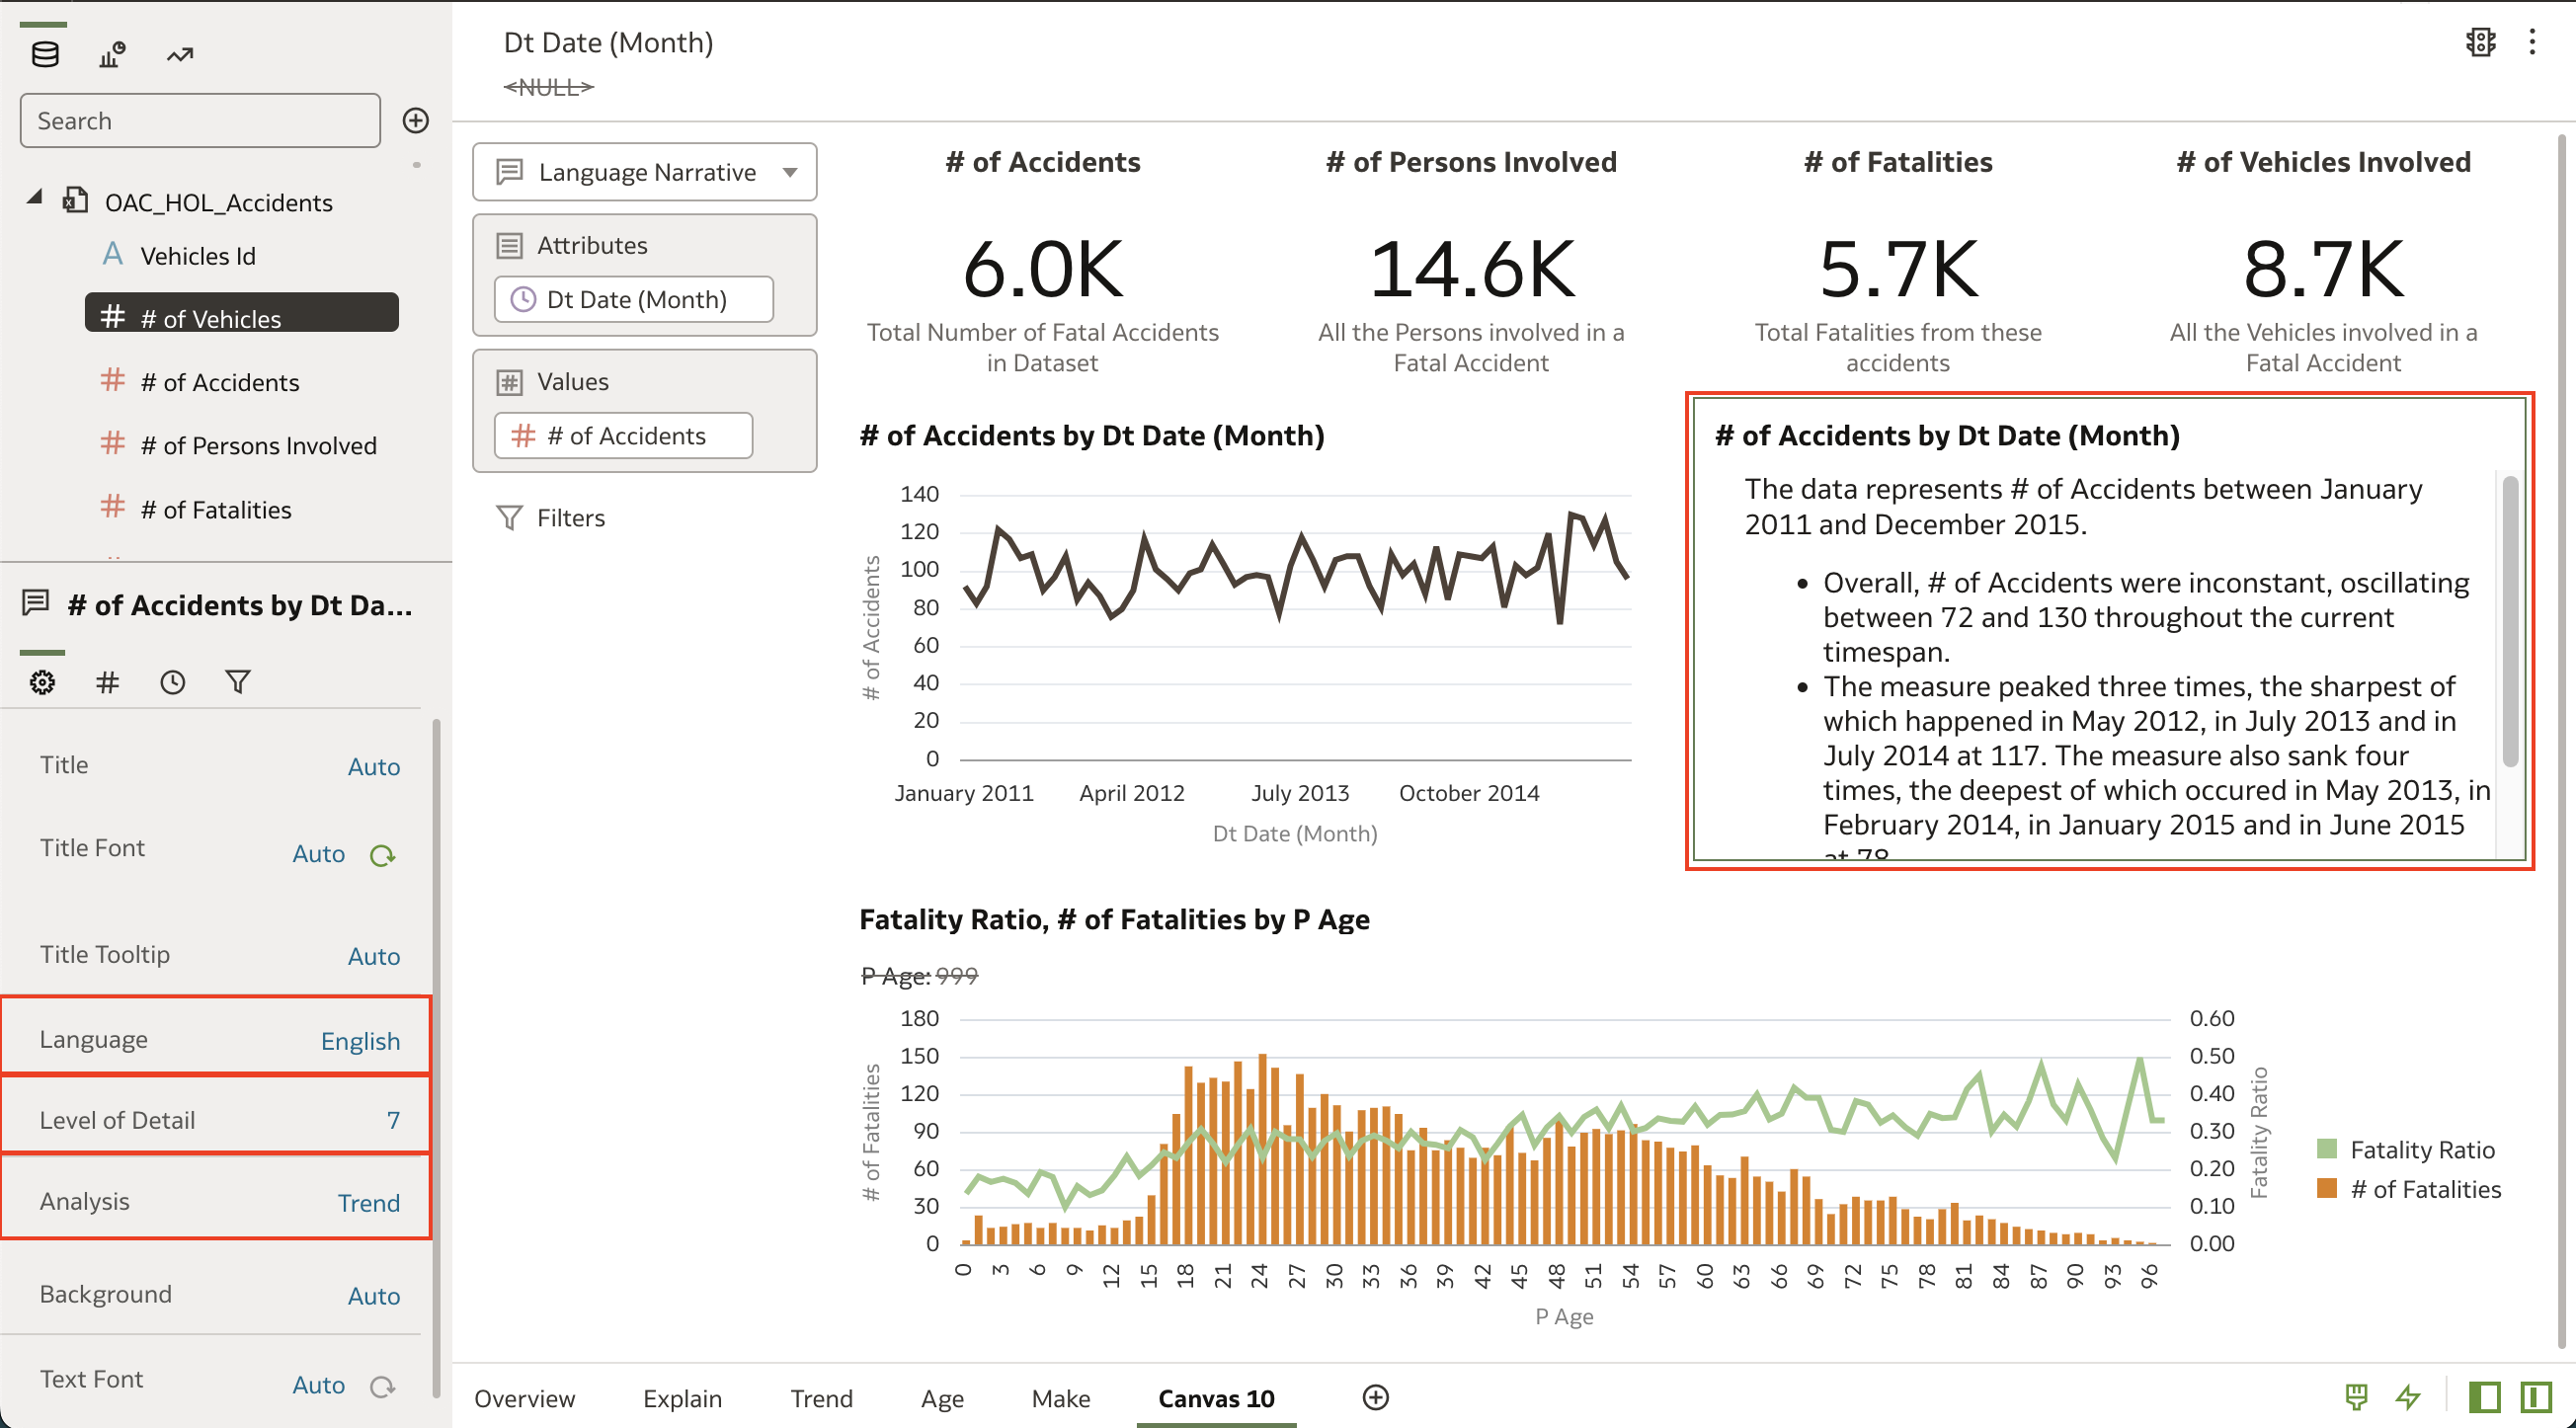 Dt Date (Month)
<NULL>
Search
OAC_HOL_Accidents
A Vehicles Id
# # of Vehicles
# # of Accidents
# # of Persons Involved
# # of Fatalities
# of Accidents by Dt Da...
#
Title Auto
Title Font Auto
Title Tooltip Auto
Language English
Level of Detail 7
Analysis Trend
Background Auto
Text Font Auto
Language Narrative
Attributes
Dt Date (Month)
Values
# # of Accidents
Filters
# of Accidents
6.0K
Total Number of Fatal Accidents
in Dataset
# of Persons Involved
14.6K
All the Persons involved in a
Fatal Accident
# of Fatalities
5.7K
Total Fatalities from these
accidents
# of Vehicles Involved
8.7K
All the Vehicles involved in a
Fatal Accident
# of Accidents by Dt Date (Month)
# of Accidents
140
120
100
80
60
40
20
0
January 2011 April 2012 July 2013 October 2014
Dt Date (Month)
# of Accidents by Dt Date (Month)
The data represents # of Accidents between January
2011 and December 2015.
• Overall, # of Accidents were inconstant, oscillating
between 72 and 130 throughout the current
timespan.
• The measure peaked three times, the sharpest of
which happened in May 2012, in July 2013 and in
July 2014 at 117. The measure also sank four
times, the deepest of which occured in May 2013, in
February 2014, in January 2015 and in June 2015
at 78
Fatality Ratio, # of Fatalities by P Age
P Age: 999
# of Fatalities
180
150
120
90
60
30
0
0 3 6 9 12 15 18 21 24 27 30 33 36 39 42 45 48 51 54 57 60 63 66 69 72 75 78 81 84 87 90 93 96
P Age
0.60
0.50
0.40
0.30
0.20
0.10
0.00
Fatality Ratio
Fatality Ratio
# of Fatalities
Overview Explain Trend Age Make Canvas 10